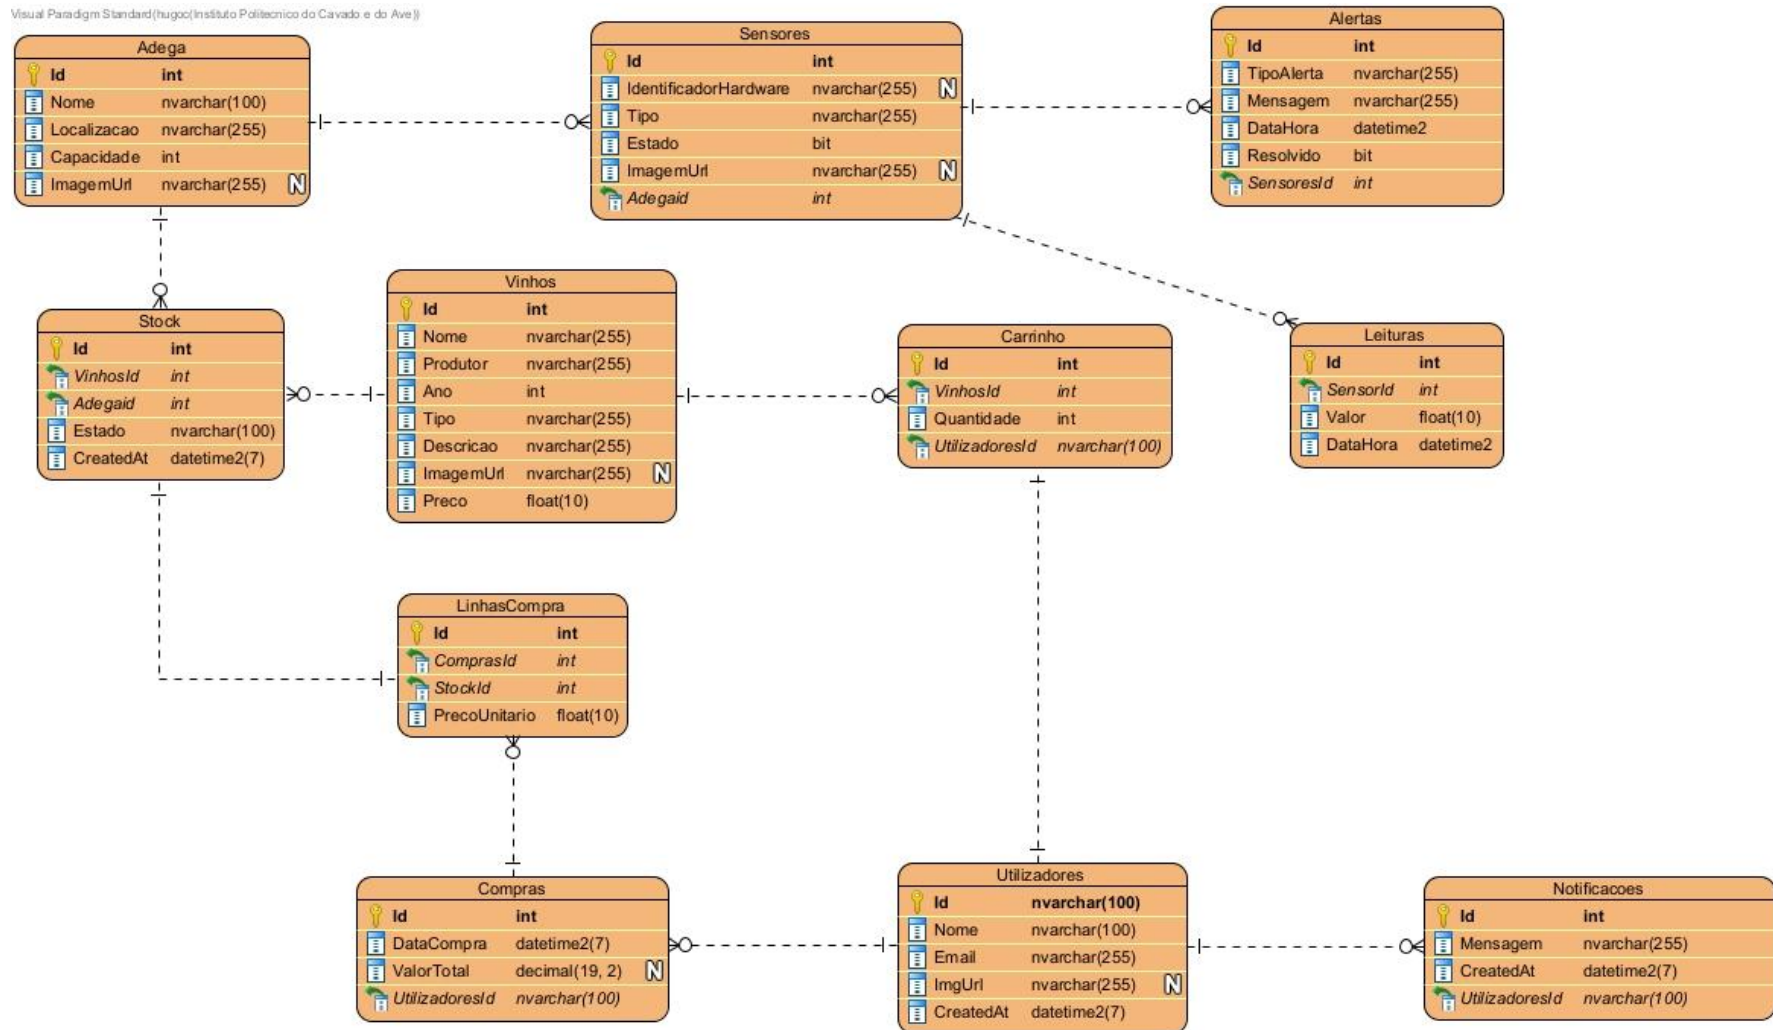 Visual Paradigm Standard(hugoc(Instituto Politecnico do Cavado e do Ave))
Adega
Id int
Nome nvarchar(100)
Localizacao nvarchar(255)
Capacidade int
ImagemUrl nvarchar(255) N
Sensores
Id int
IdentificadorHardware nvarchar(255) N
Tipo nvarchar(255)
Estado bit
ImagemUrl nvarchar(255) N
Adegaid int
Alertas
Id int
TipoAlerta nvarchar(255)
Mensagem nvarchar(255)
DataHora datetime2
Resolvido bit
SensoresId int
Stock
Id int
VinhosId int
Adegaid int
Estado nvarchar(100)
CreatedAt datetime2(7)
Vinhos
Id int
Nome nvarchar(255)
Produtor nvarchar(255)
Ano int
Tipo nvarchar(255)
Descricao nvarchar(255)
ImagemUrl nvarchar(255) N
Preco float(10)
Carrinho
Id int
VinhosId int
Quantidade int
UtilizadoresId nvarchar(100)
Leituras
Id int
SensorId int
Valor float(10)
DataHora datetime2
LinhasCompra
Id int
ComprasId int
StockId int
PrecoUnitario float(10)
Compras
Id int
DataCompra datetime2(7)
ValorTotal decimal(19, 2) N
UtilizadoresId nvarchar(100)
Utilizadores
Id nvarchar(100)
Nome nvarchar(100)
Email nvarchar(255)
ImgUrl nvarchar(255) N
CreatedAt datetime2(7)
Notificacoes
Id int
Mensagem nvarchar(255)
CreatedAt datetime2(7)
UtilizadoresId nvarchar(100)